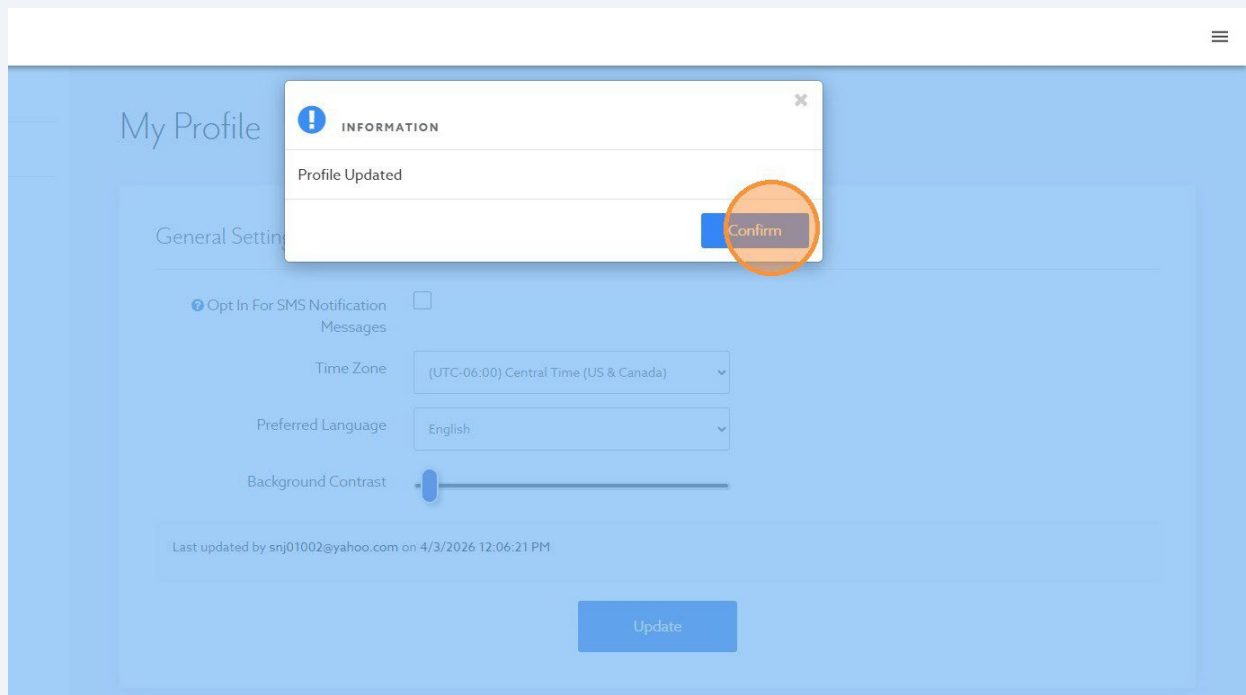 My Profile
INFORMATION
Profile Updated
Confirm
General Settin
Opt In For SMS Notification
Messages
Time Zone
(UTC-06:00) Central Time (US & Canada)
Preferred Language
English
Background Contrast
Last updated by snj01002@yahoo.com on 4/3/2026 12:06:21 PM
Update